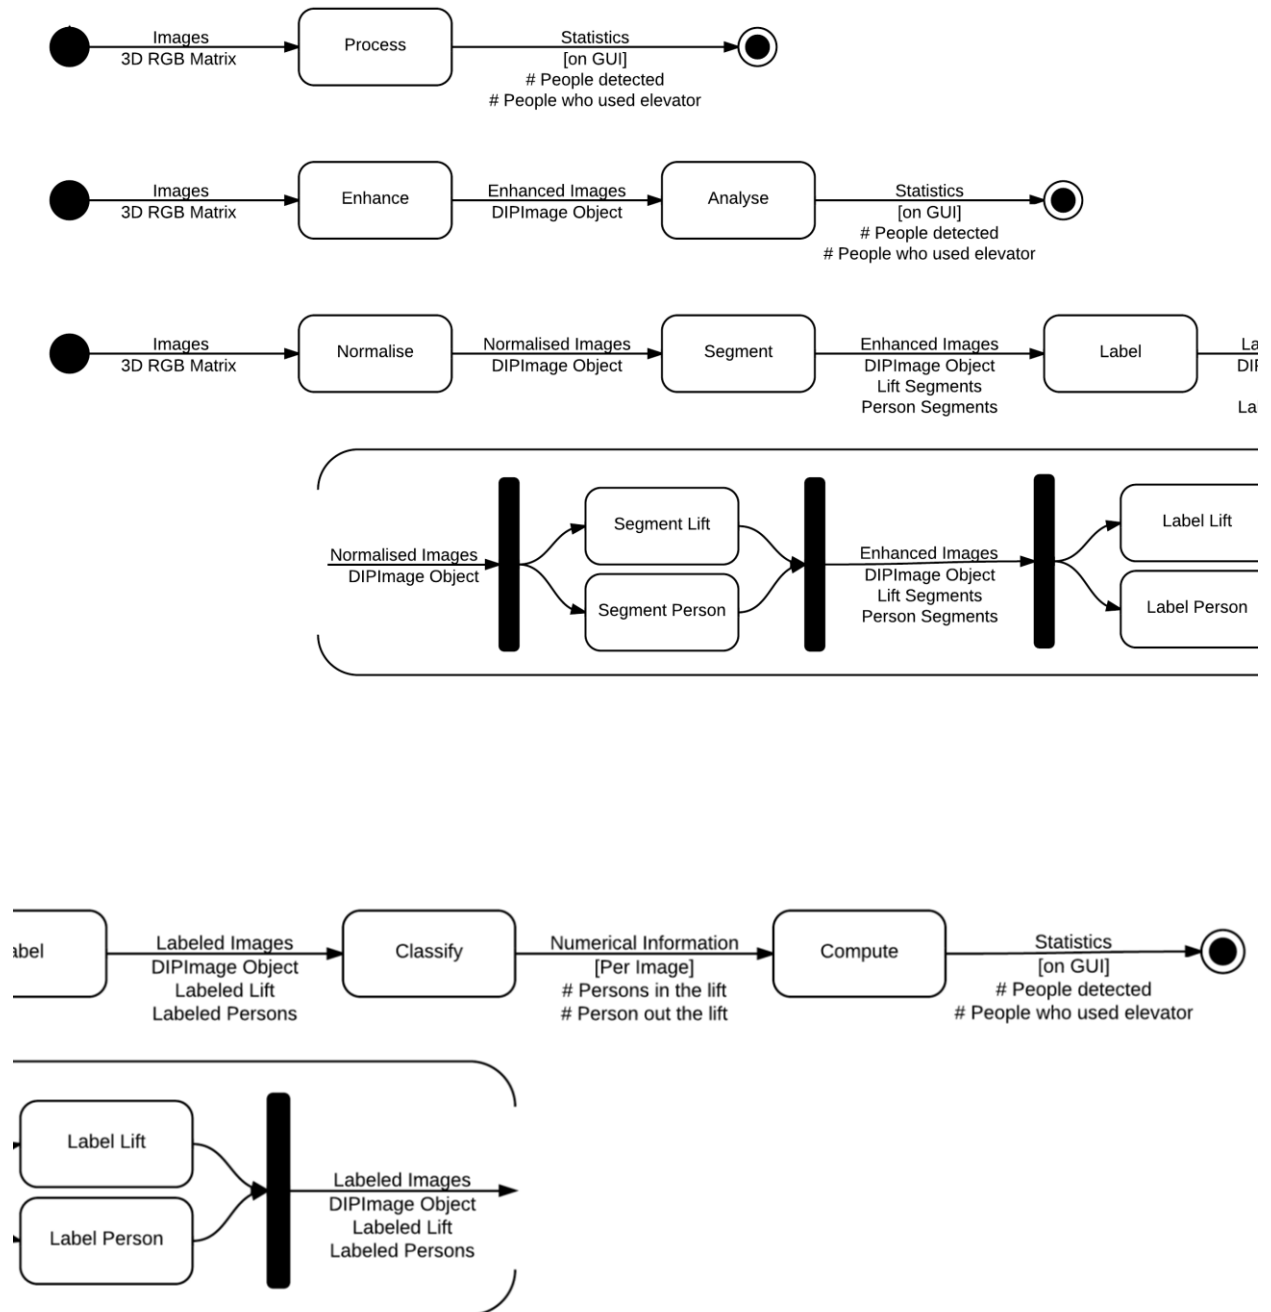 Images
3D RGB Matrix
Process
Statistics
[on GUI]
# People detected
# People who used elevator
Images
3D RGB Matrix
Enhance
Enhanced Images
DIPImage Object
Analyse
Statistics
[on GUI]
# People detected
# People who used elevator
Images
3D RGB Matrix
Normalise
Normalised Images
DIPImage Object
Segment
Enhanced Images
DIPImage Object
Lift Segments
Person Segments
Label
La
DIP
La
Normalised Images
DIPImage Object
Segment Lift
Segment Person
Enhanced Images
DIPImage Object
Lift Segments
Person Segments
Label Lift
Label Person
abel
Labeled Images
DIPImage Object
Labeled Lift
Labeled Persons
Classify
Numerical Information
[Per Image]
# Persons in the lift
# Person out the lift
Compute
Statistics
[on GUI]
# People detected
# People who used elevator
Label Lift
Label Person
Labeled Images
DIPImage Object
Labeled Lift
Labeled Persons